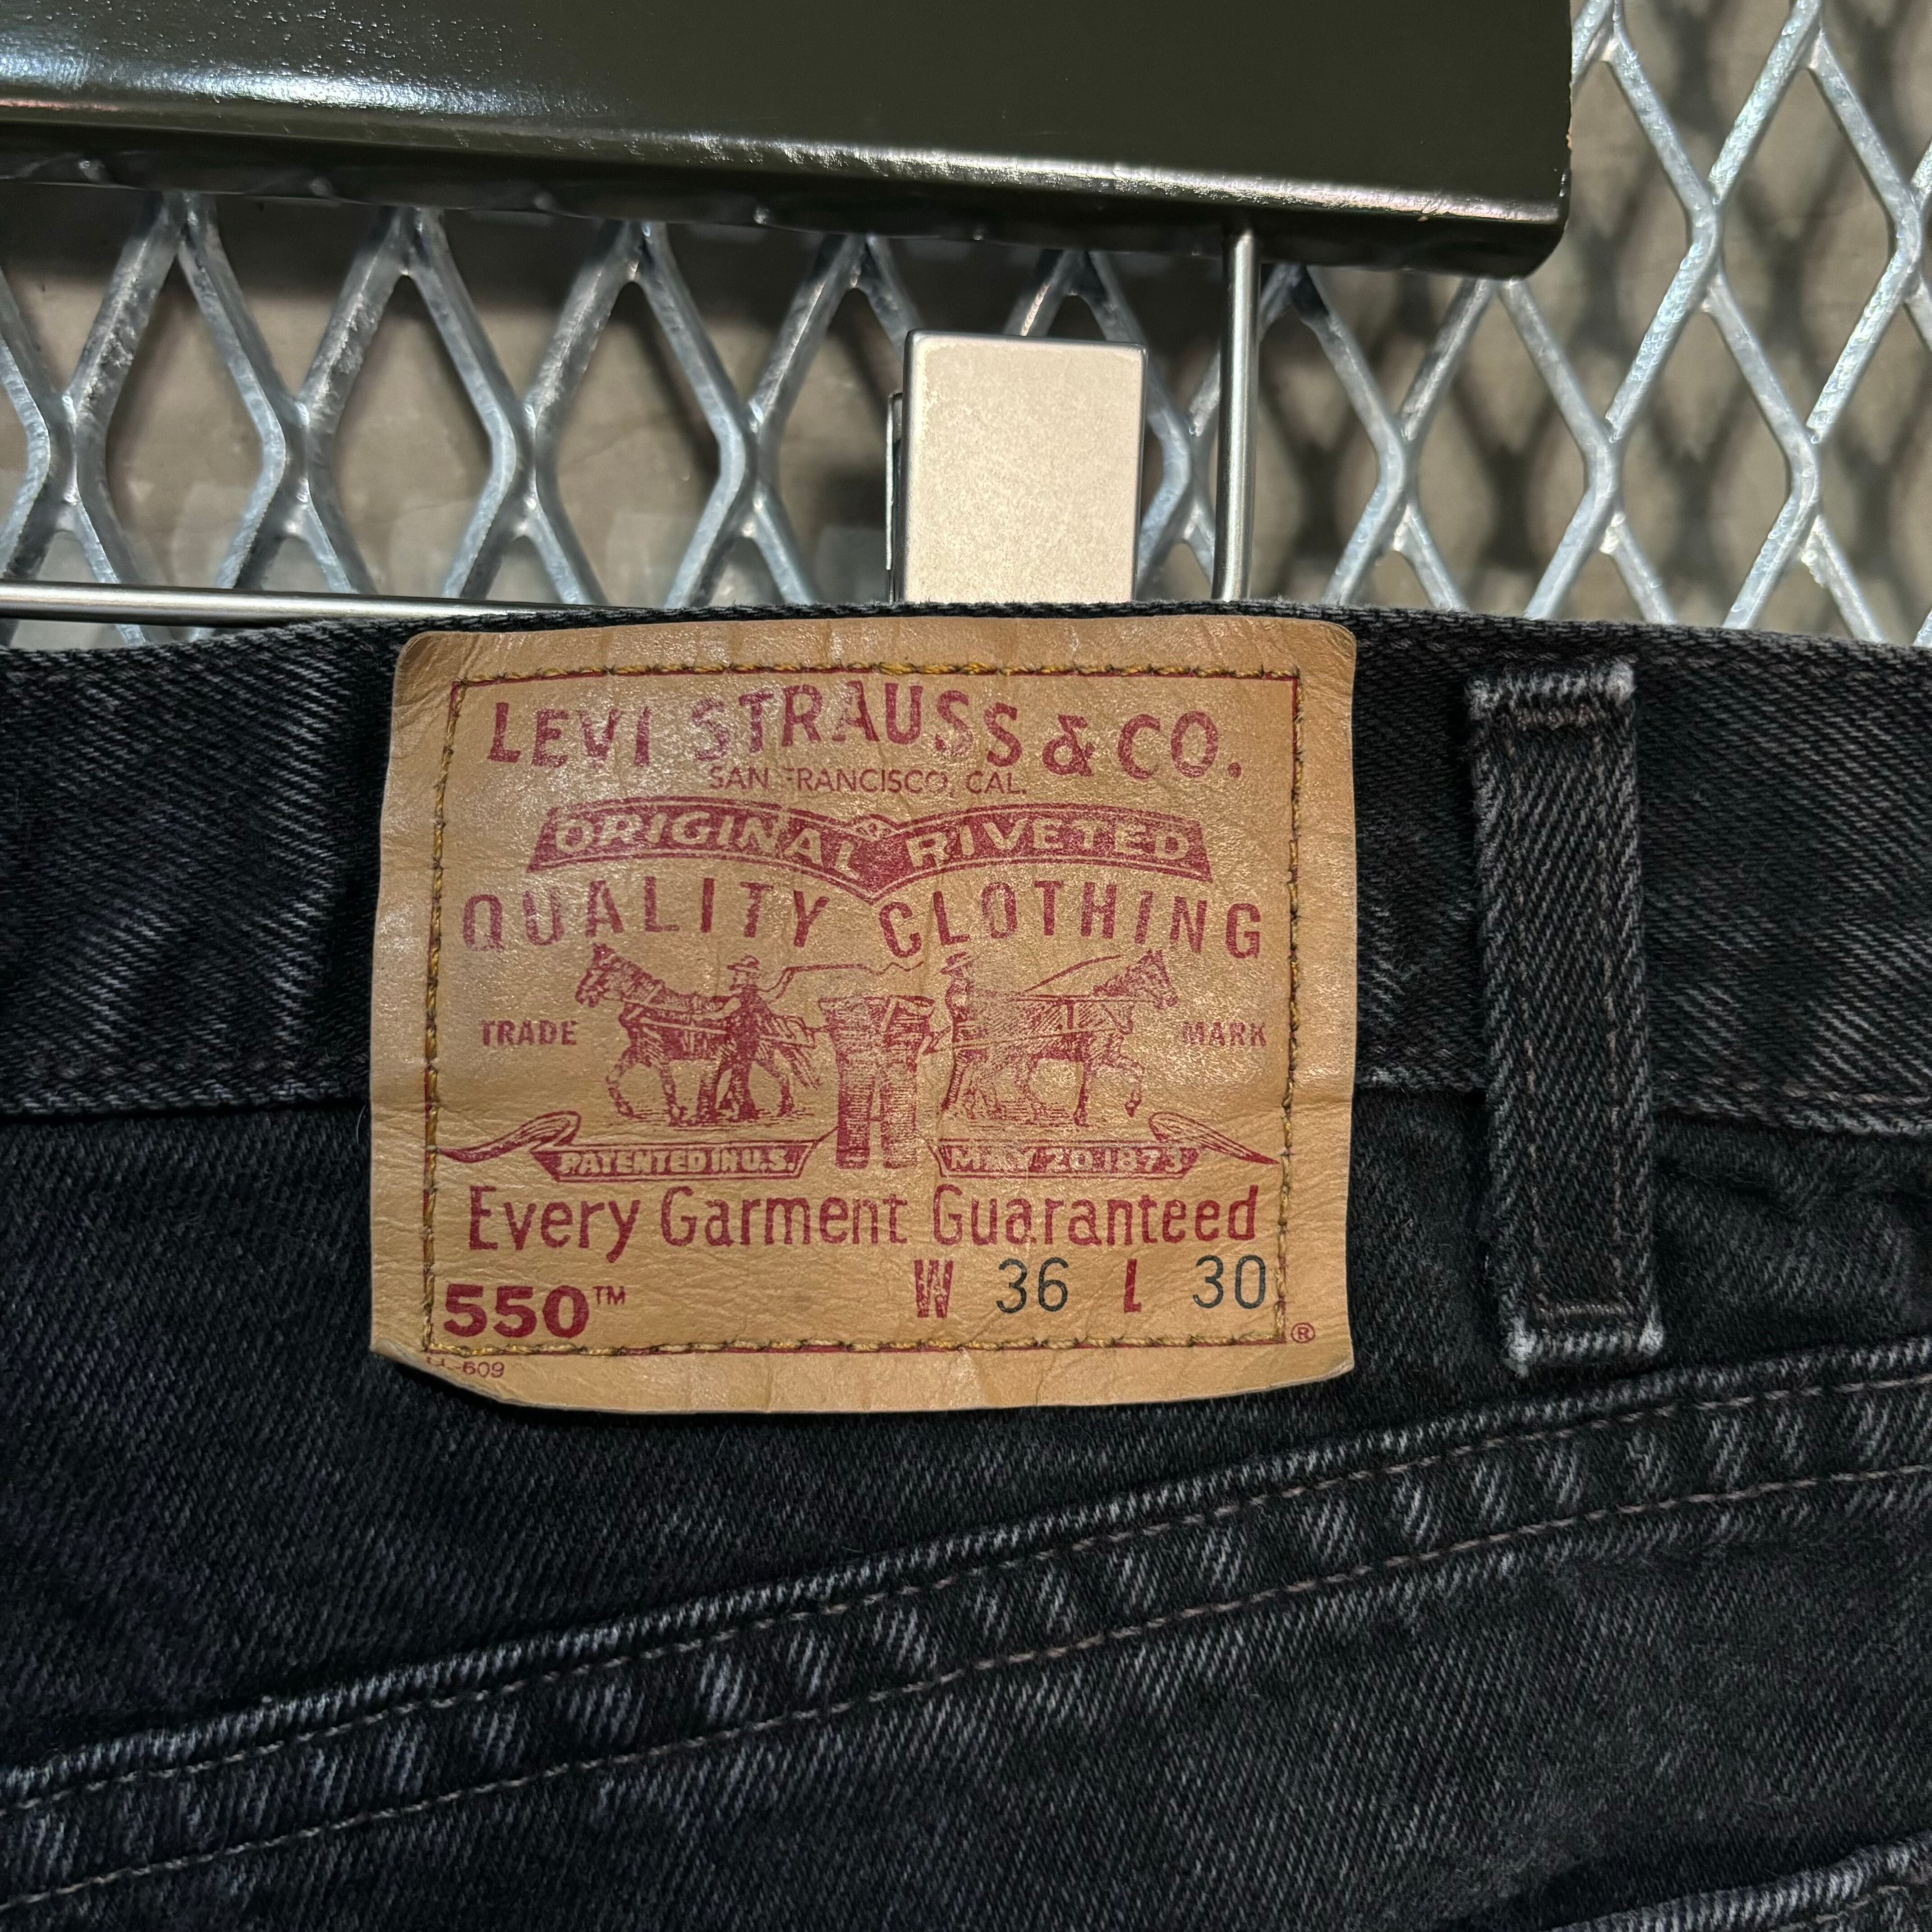 LEVI STRAUSS & CO.
SAN FRANCISCO, CAL.
ORIGINAL RIVETED
QUALITY CLOTHING
TRADE MARK
PATENTED IN U.S. MAY 20 1873
Every Garment Guaranteed
550™ W 36 L 30
®